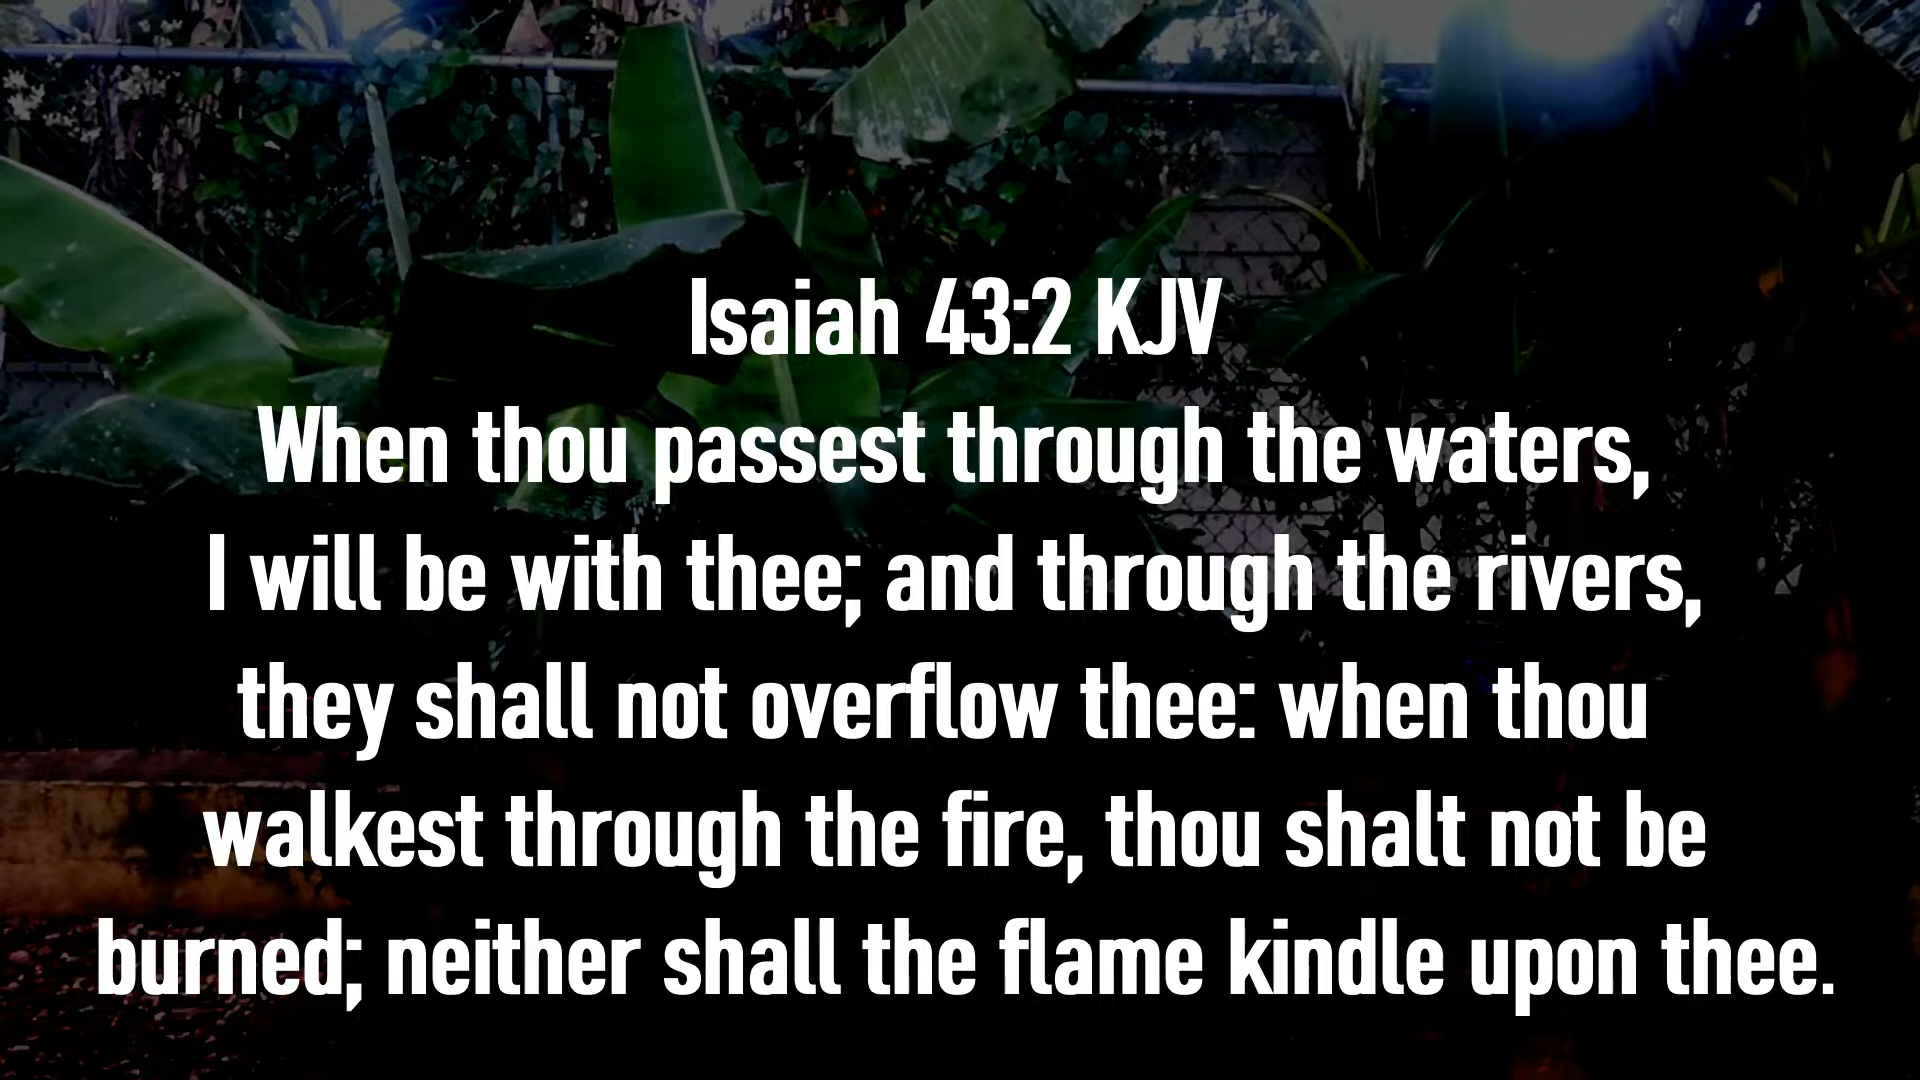 Isaiah 43:2 KJV
When thou passest through the waters,
I will be with thee; and through the rivers,
they shall not overflow thee: when thou
walkest through the fire, thou shalt not be
burned; neither shall the flame kindle upon thee.